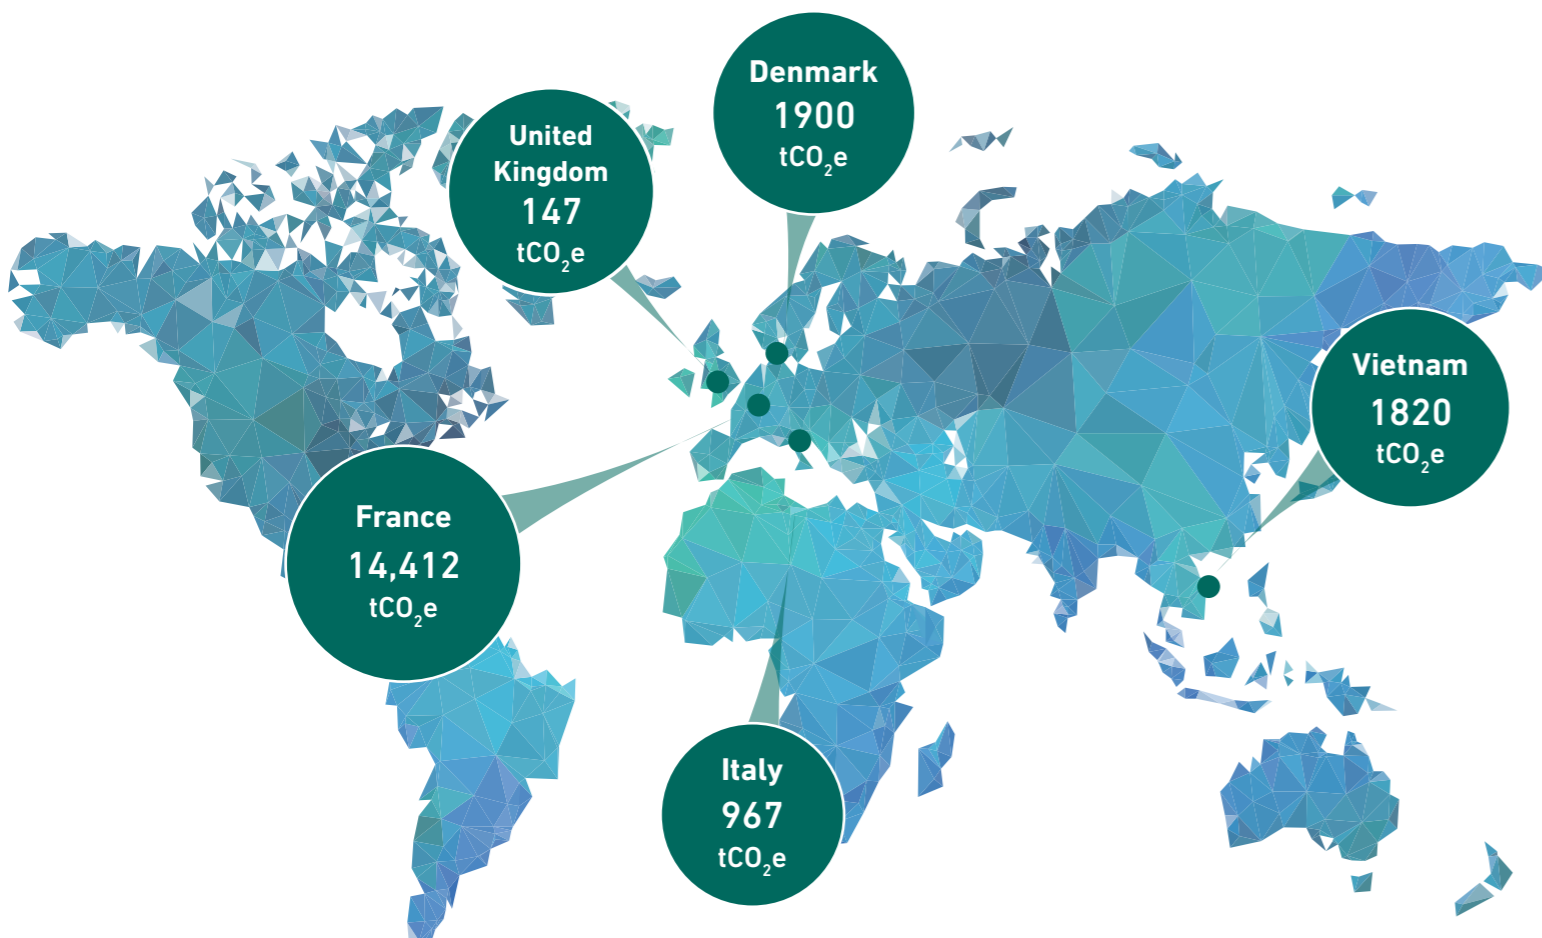 Denmark
1900
tCO₂e
United
Kingdom
147
tCO₂e
Vietnam
1820
tCO₂e
France
14,412
tCO₂e
Italy
967
tCO₂e